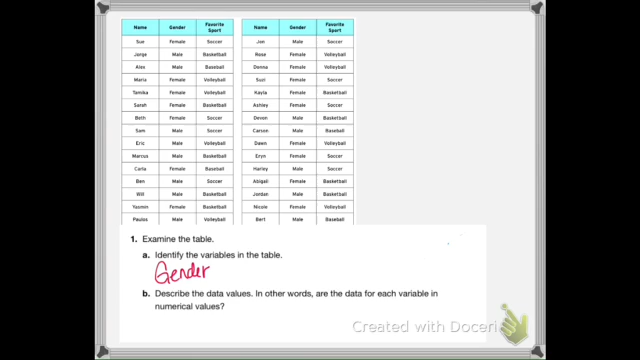 Name Gender Favorite Sport Name Gender Favorite Sport
Sue Female Soccer Jon Male Soccer
Jorge Male Basketball Rose Female Volleyball
Alex Male Baseball Donna Female Volleyball
Maria Female Volleyball Suzi Female Soccer
Tamika Female Volleyball Kayla Female Basketball
Sarah Female Basketball Ashley Female Soccer
Beth Female Soccer Devon Male Basketball
Sam Male Soccer Carson Male Baseball
Eric Male Volleyball Dawn Female Volleyball
Marcus Male Basketball Eryn Female Soccer
Carla Female Baseball Harley Male Soccer
Ben Male Soccer Abigail Female Basketball
Will Male Basketball Jordan Male Basketball
Yasmin Female Basketball Nicole Female Volleyball
Paulos Male Volleyball Bert Male Baseball
1. Examine the table.
a. Identify the variables in the table.
Gender
b. Describe the data values. In other words, are the data for each variable in
numerical values?
Created with Doceri